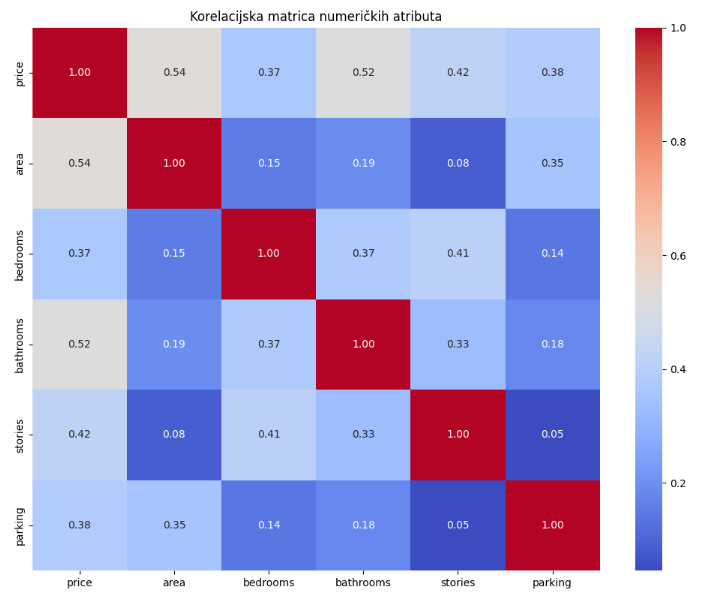 Korelacijska matrica numeričkih atributa
price 1.00 0.54 0.37 0.52 0.42 0.38
area 0.54 1.00 0.15 0.19 0.08 0.35
bedrooms 0.37 0.15 1.00 0.37 0.41 0.14
bathrooms 0.52 0.19 0.37 1.00 0.33 0.18
stories 0.42 0.08 0.41 0.33 1.00 0.05
parking 0.38 0.35 0.14 0.18 0.05 1.00
price area bedrooms bathrooms stories parking
1.0
0.8
0.6
0.4
0.2